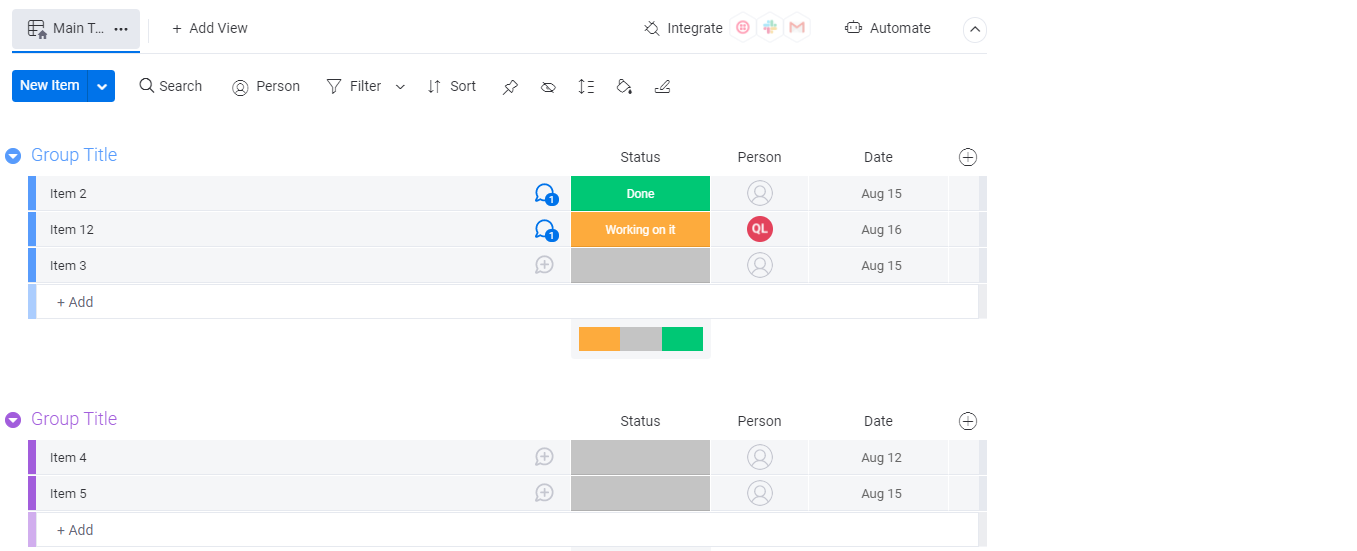 Main T... ...
+ Add View
Integrate
Automate
New Item
Search
Person
Filter
Sort
Group Title
Status Person Date
Item 2 1 Done Aug 15
Item 12 1 Working on it QL Aug 16
Item 3 Aug 15
+ Add
Group Title
Status Person Date
Item 4 Aug 12
Item 5 Aug 15
+ Add